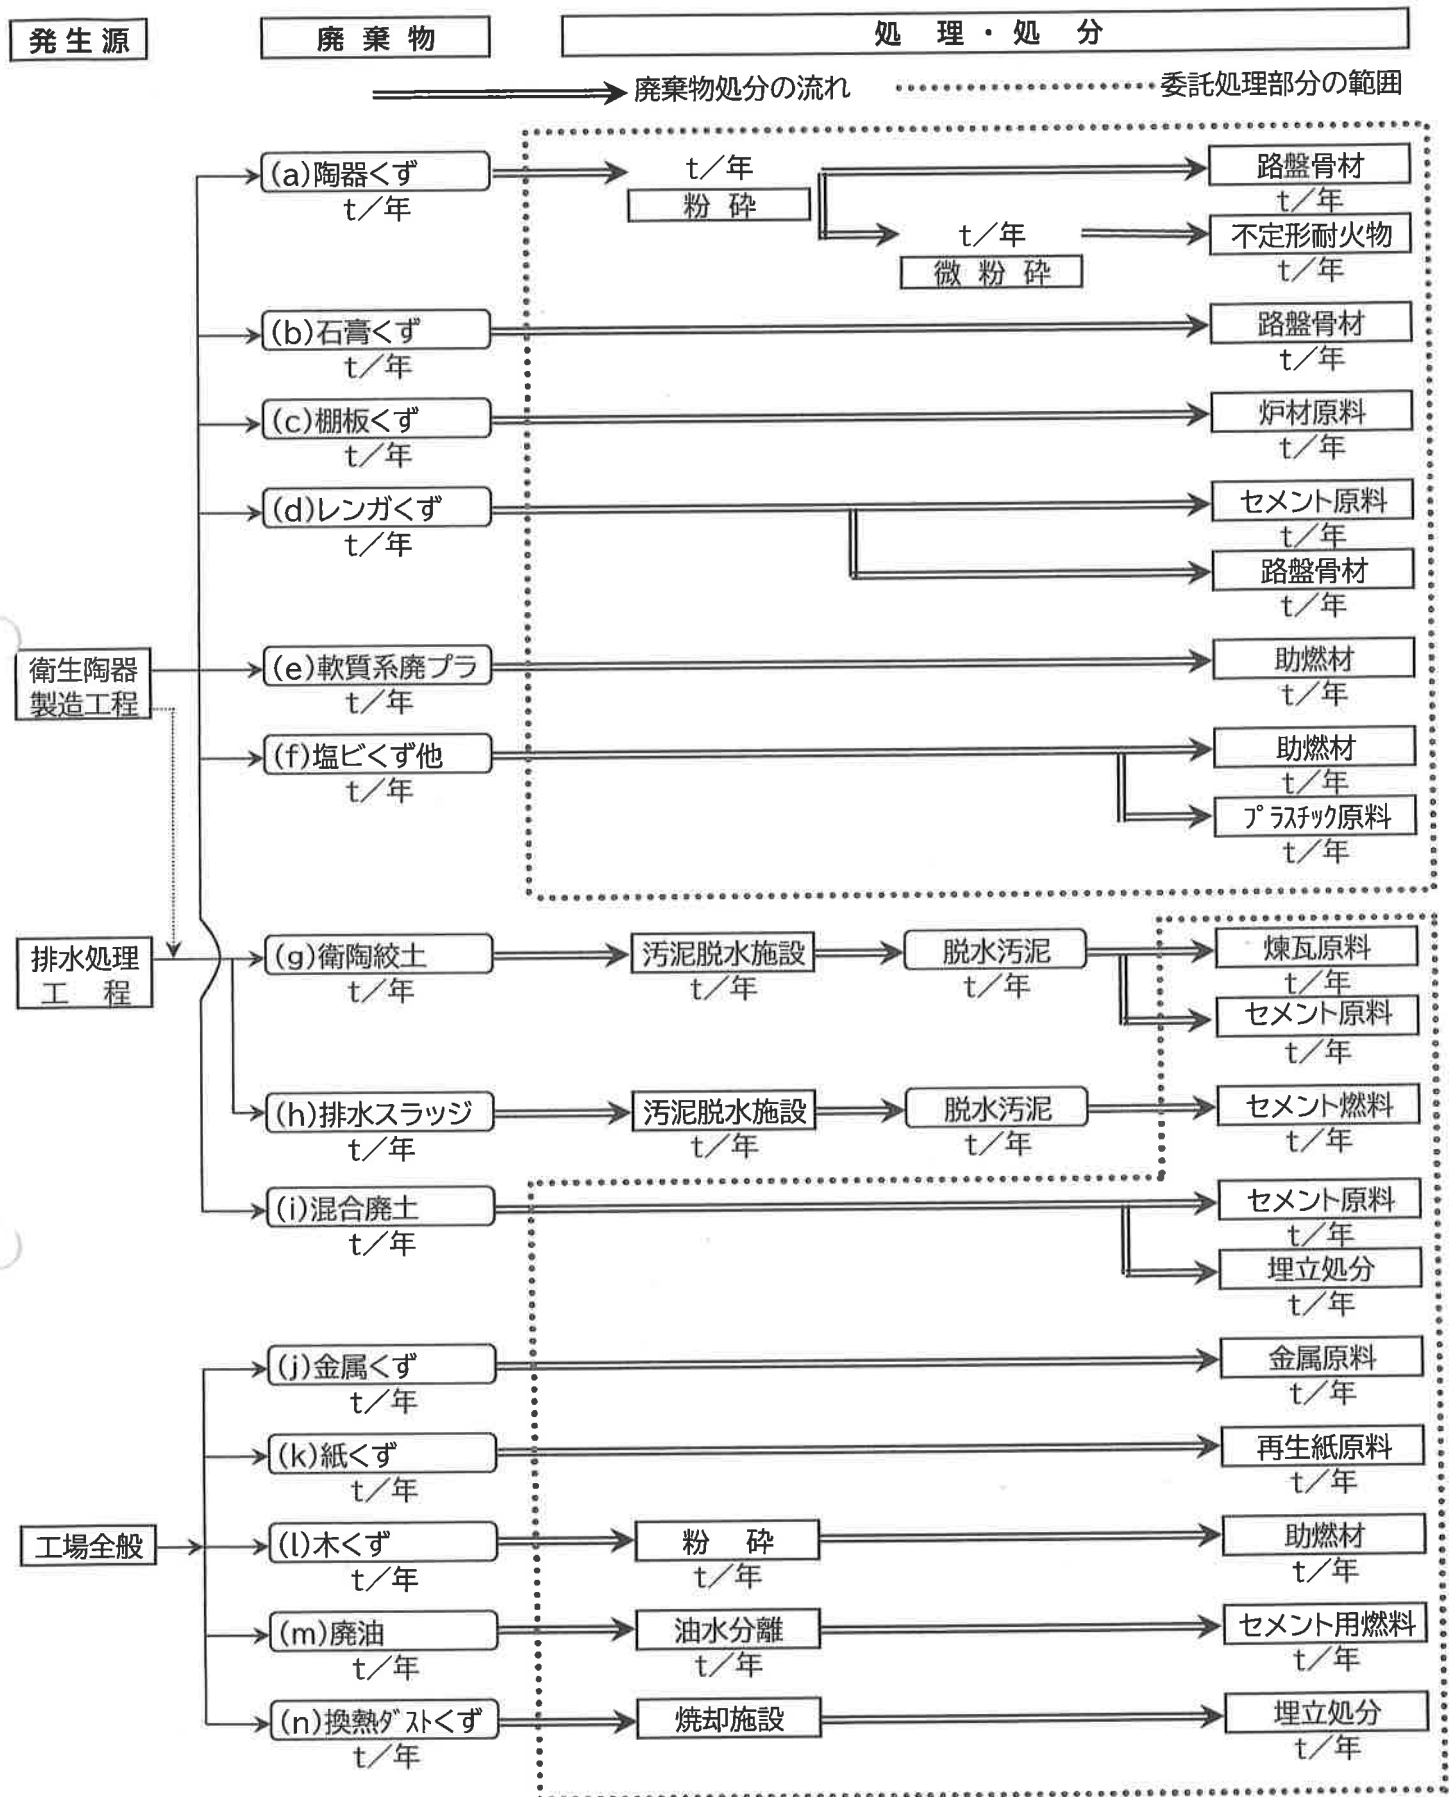 発生源
廃棄物
処理・処分
廃棄物処分の流れ
委託処理部分の範囲
(a)陶器くず
t／年
t／年
粉砕
路盤骨材
t／年
t／年
微粉砕
不定形耐火物
t／年
(b)石膏くず
t／年
路盤骨材
t／年
(c)棚板くず
t／年
炉材原料
t／年
(d)レンガくず
t／年
セメント原料
t／年
路盤骨材
t／年
衛生陶器
製造工程
(e)軟質系廃プラ
t／年
助燃材
t／年
(f)塩ビくず他
t／年
助燃材
t／年
プラスチック原料
t／年
排水処理
工程
(g)衛陶絞土
t／年
汚泥脱水施設
t／年
脱水汚泥
t／年
煉瓦原料
t／年
セメント原料
t／年
(h)排水スラッジ
t／年
汚泥脱水施設
t／年
脱水汚泥
t／年
セメント燃料
t／年
(i)混合廃土
t／年
セメント原料
t／年
埋立処分
t／年
(j)金属くず
t／年
金属原料
t／年
(k)紙くず
t／年
再生紙原料
t／年
工場全般
(l)木くず
t／年
粉砕
t／年
助燃材
t／年
(m)廃油
t／年
油水分離
t／年
セメント用燃料
t／年
(n)換熱ダストくず
t／年
焼却施設
埋立処分
t／年